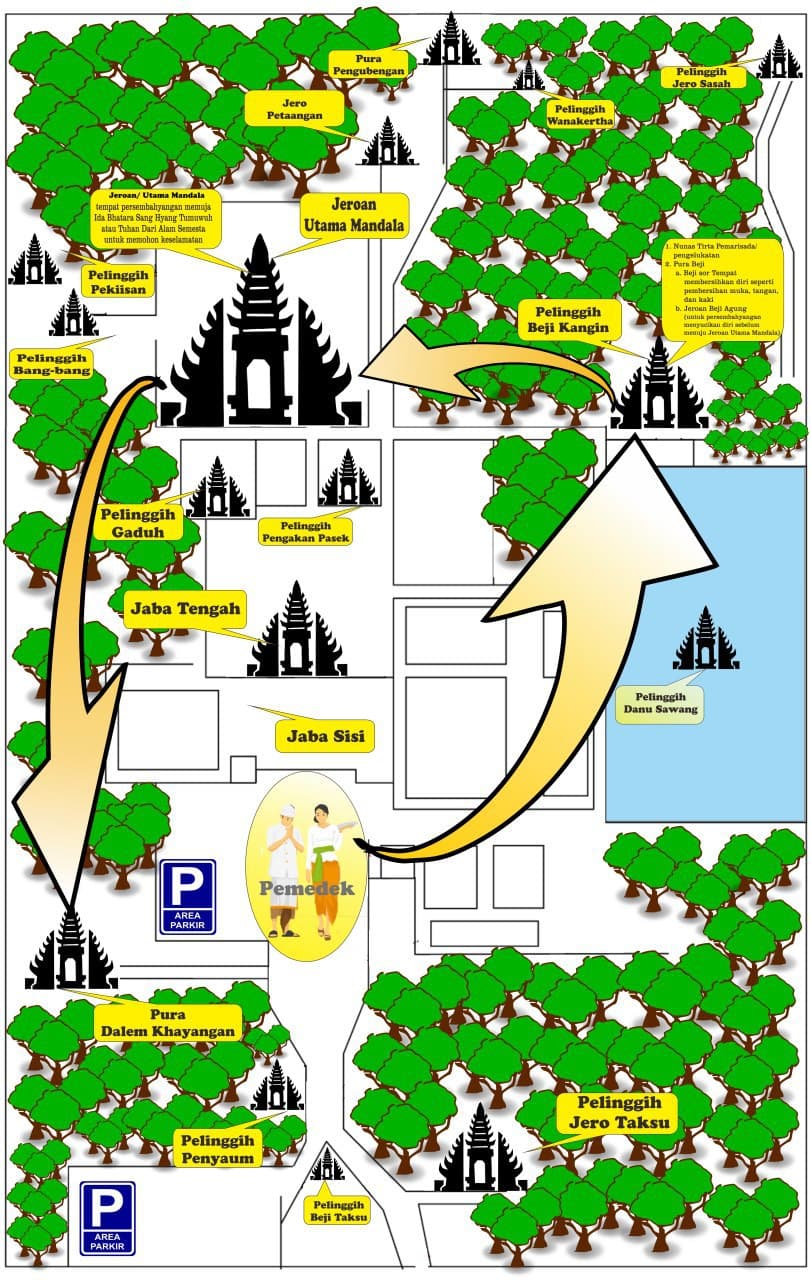 Pura
Pengubengan
Pelinggih
Jero Sasah
Pelinggih
Wanakertha
Jero
Petaangan
Jeroan/ Utama Mandala
tempat persembahyangan memuja
Ida Bhatara Sang Hyang Tumuwuh
atau Tuhan Dari Alam Semesta
untuk memohon keselamatan
Jeroan
Utama Mandala
Pelinggih
Pekiisan
1. Nunas Tirta Pemarisada/
pengelukatan
2. Pura Beji
a. Beji sor Tempat
membersihkan diri seperti
pembersihan muka, tangan,
dan kaki
b. Jeroan Beji Agung
(untuk persembahyangan
menyucikan diri sebelum
menuju Jeroan Utama Mandala)
Pelinggih
Beji Kangin
Pelinggih
Bang-bang
Pelinggih
Gaduh
Pelinggih
Pengakan Pasek
Jaba Tengah
Pelinggih
Danu Sawang
Jaba Sisi
Pemedek
P
AREA
PARKIR
Pura
Dalem Khayangan
Pelinggih
Jero Taksu
Pelinggih
Penyaum
Pelinggih
Beji Taksu
P
AREA
PARKIR